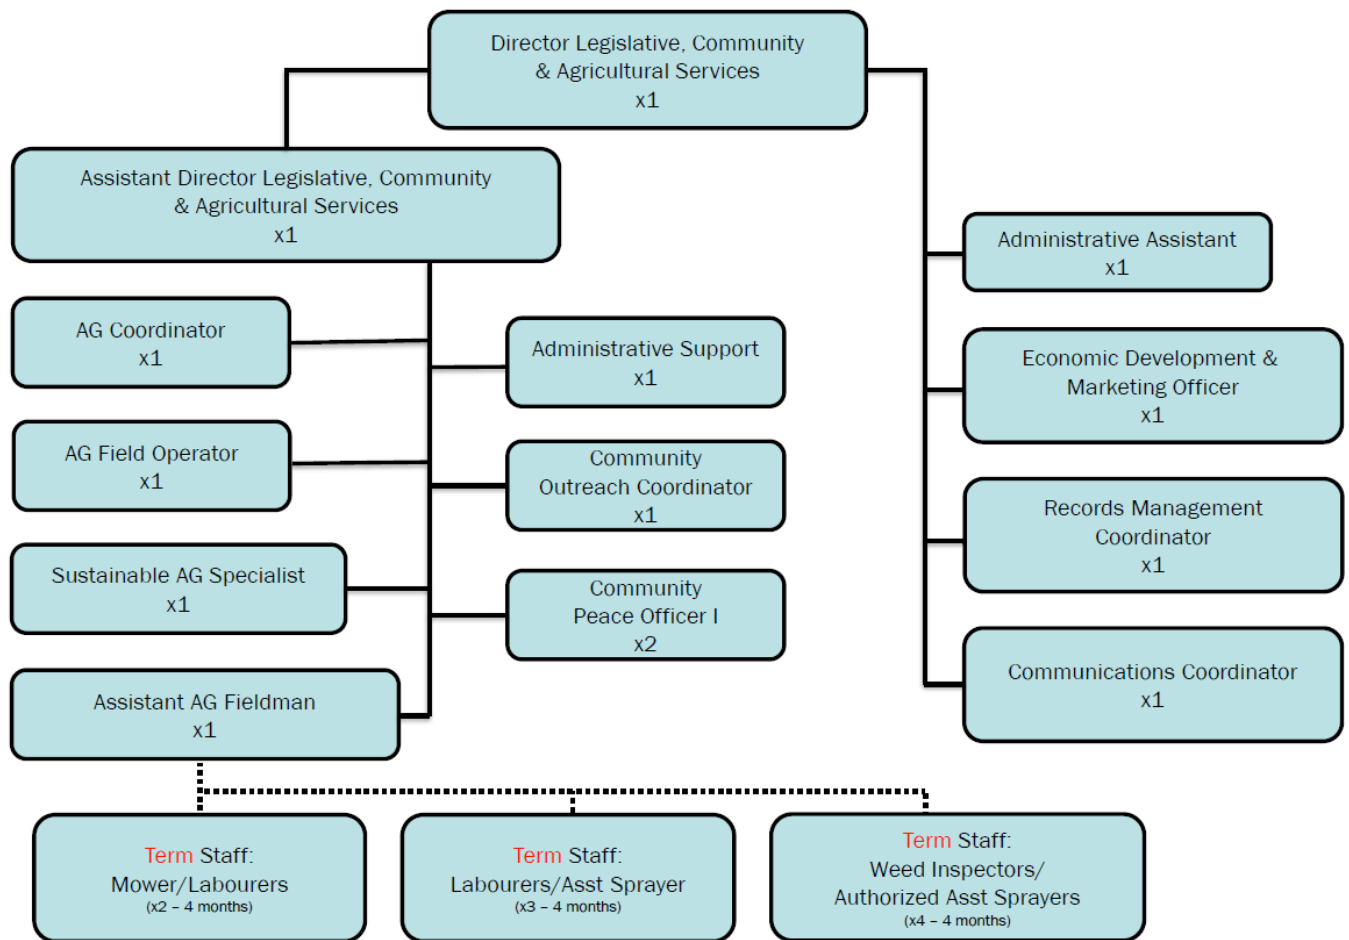 Director Legislative, Community
& Agricultural Services
x1
Assistant Director Legislative, Community
& Agricultural Services
x1
Administrative Assistant
x1
AG Coordinator
x1
Administrative Support
x1
Economic Development &
Marketing Officer
x1
AG Field Operator
x1
Community
Outreach Coordinator
x1
Records Management
Coordinator
x1
Sustainable AG Specialist
x1
Community
Peace Officer I
x2
Communications Coordinator
x1
Assistant AG Fieldman
x1
Term Staff:
Mower/Labourers
(x2 – 4 months)
Term Staff:
Labourers/Asst Sprayer
(x3 – 4 months)
Term Staff:
Weed Inspectors/
Authorized Asst Sprayers
(x4 – 4 months)